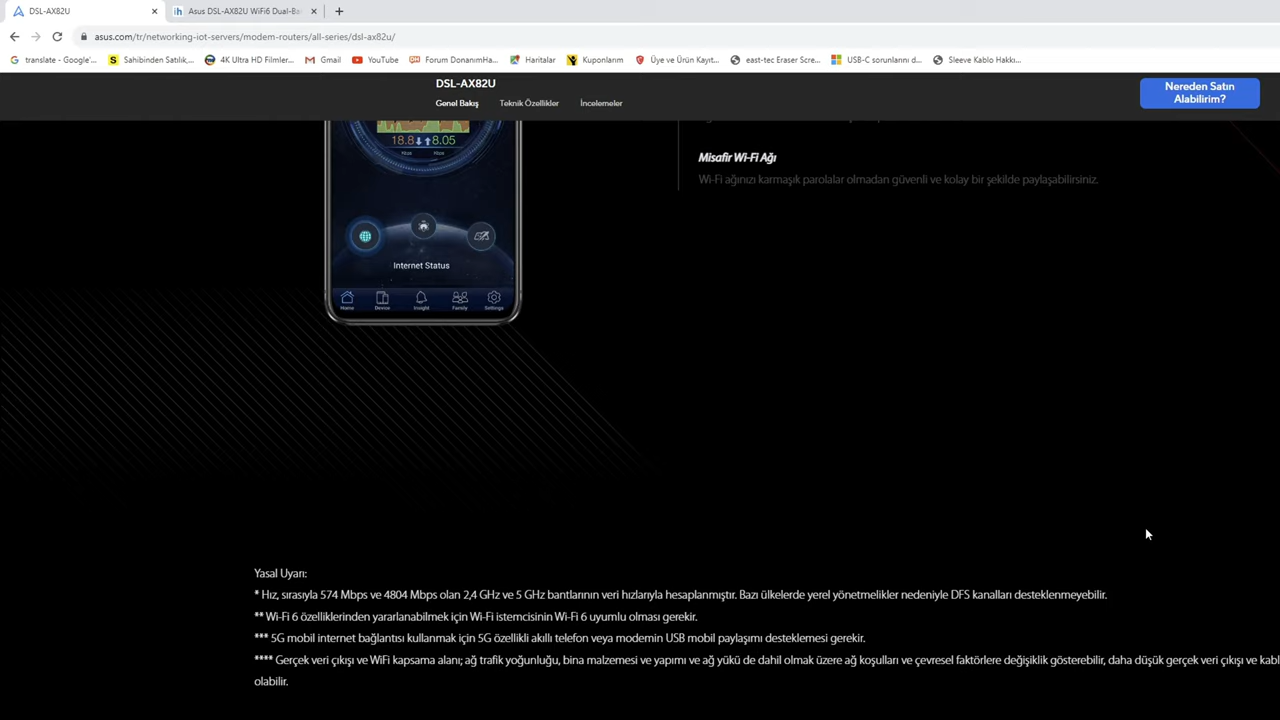 DSL-AX82U
Asus DSL-AX82U WiFi6 Dual-Ba
asus.com/tr/networking-iot-servers/modem-routers/all-series/dsl-ax82u/
translate - Google'...
Sahibinden Satılık,...
4K Ultra HD Filmler...
Gmail
YouTube
Forum DonanımHa...
Haritalar
Kuponlarım
Üye ve Ürün Kayıt...
east-tec Eraser Scre...
USB-C sorunlarını d...
Sleeve Kablo Hakkı...
DSL-AX82U
Genel Bakış
Teknik Özellikler
İncelemeler
Nereden Satın
Alabilirim?
18.8 8.05
Misafir Wi-Fi Ağı
Wi-Fi ağınızı karmaşık parolalar olmadan güvenli ve kolay bir şekilde paylaşabilirsiniz.
Internet Status
Home
Device
Insight
Family
Settings
Yasal Uyarı:
* Hız, sırasıyla 574 Mbps ve 4804 Mbps olan 2,4 GHz ve 5 GHz bantlarının veri hızlarıyla hesaplanmıştır. Bazı ülkelerde yerel yönetmelikler nedeniyle DFS kanalları desteklenmeyebilir.
** Wi-Fi 6 özelliklerinden yararlanabilmek için Wi-Fi istemcisinin Wi-Fi 6 uyumlu olması gerekir.
*** 5G mobil internet bağlantısı kullanmak için 5G özellikli akıllı telefon veya modemin USB mobil paylaşımı desteklemesi gerekir.
**** Gerçek veri çıkışı ve WiFi kapsama alanı; ağ trafik yoğunluğu, bina malzemesi ve yapımı ve ağ yükü de dahil olmak üzere ağ koşulları ve çevresel faktörlere değişiklik gösterebilir, daha düşük gerçek veri çıkışı ve kabl
olabilir.